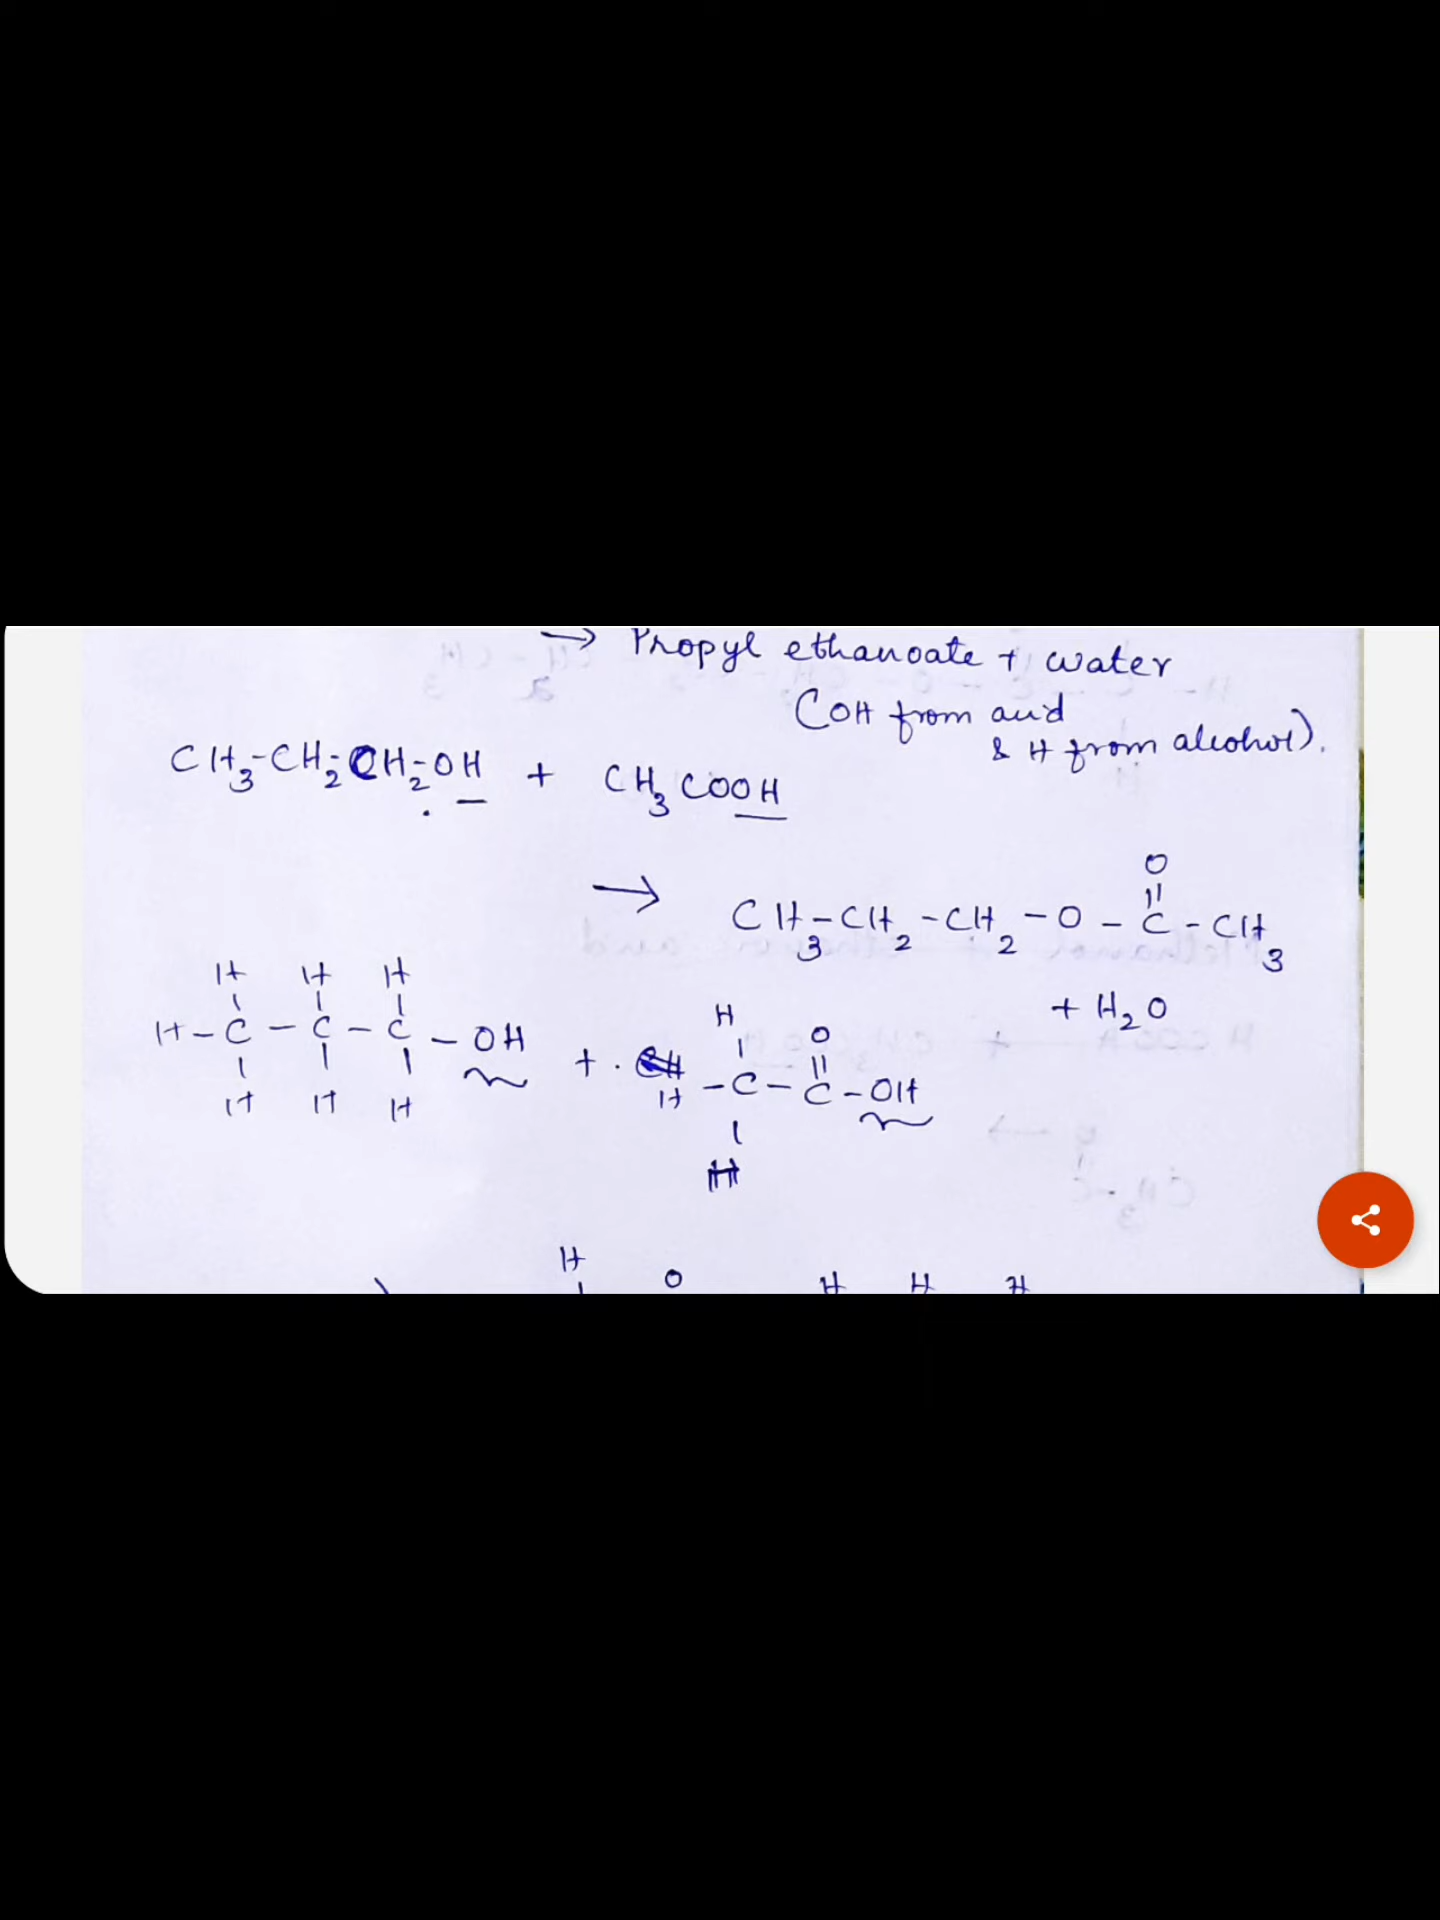 → Propyl ethanoate + water
(OH from acid
& H from alcohol).
CH₃-CH₂-CH₂-OH + CH₃COOH
→ CH₃-CH₂-CH₂-O-C-CH₃
O
||
+ H₂O
H H H
| | |
H-C-C-C-OH + H-C-C-OH
| | |
H H H
H O
| ||
|
H
H O H H H